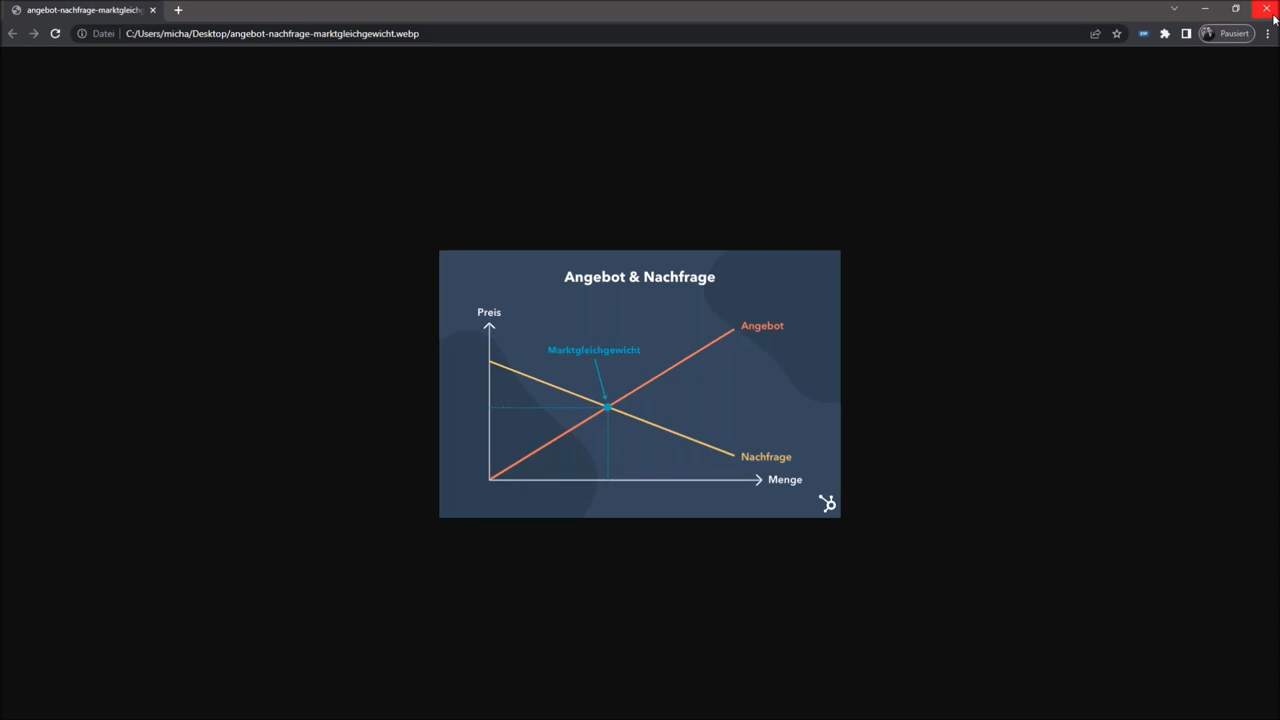 angebot-nachfrage-marktgleich
Datei
C:/Users/micha/Desktop/angebot-nachfrage-marktgleichgewicht.webp
Pausiert
Angebot & Nachfrage
Preis
Angebot
Marktgleichgewicht
Nachfrage
Menge